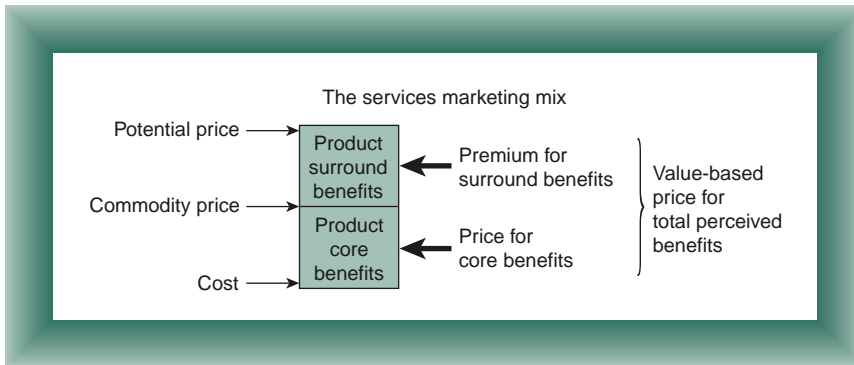 The services marketing mix
Potential price
Product
surround
benefits
Premium for
surround benefits
Commodity price
Product
core
benefits
Price for
core benefits
Cost
Value-based
price for
total perceived
benefits